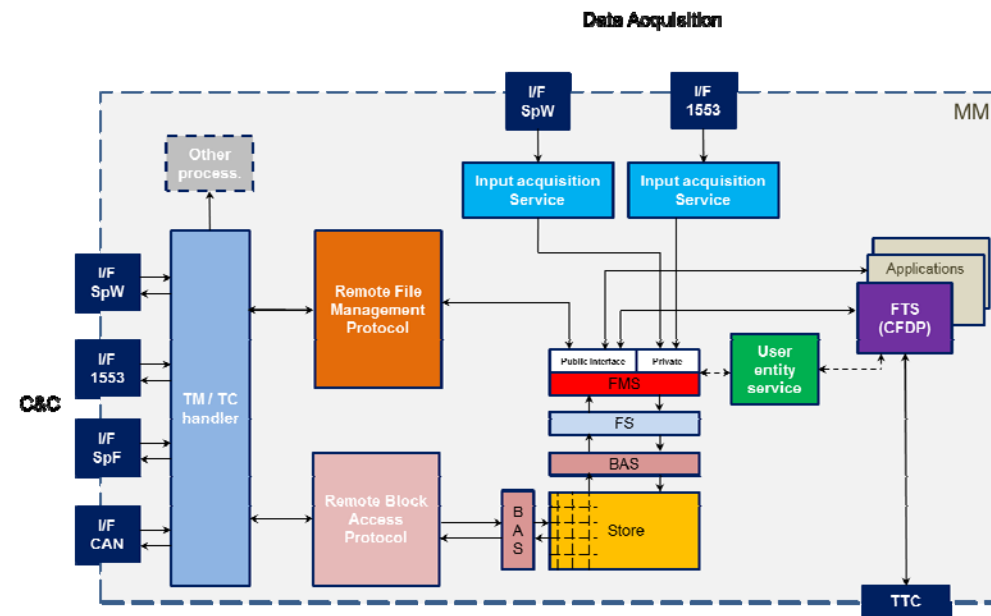 Data Acquisition
I/F
SpW
I/F
1553
MM
Other
process.
Input acquisition
Service
Input acquisition
Service
I/F
SpW
I/F
1553
C&C
I/F
SpF
I/F
CAN
TM / TC
handler
Remote File
Management
Protocol
Applications
FTS
(CFDP)
Public Interface
Private
FMS
User
entity
service
FS
BAS
Remote Block
Access
Protocol
B
A
S
Store
TTC